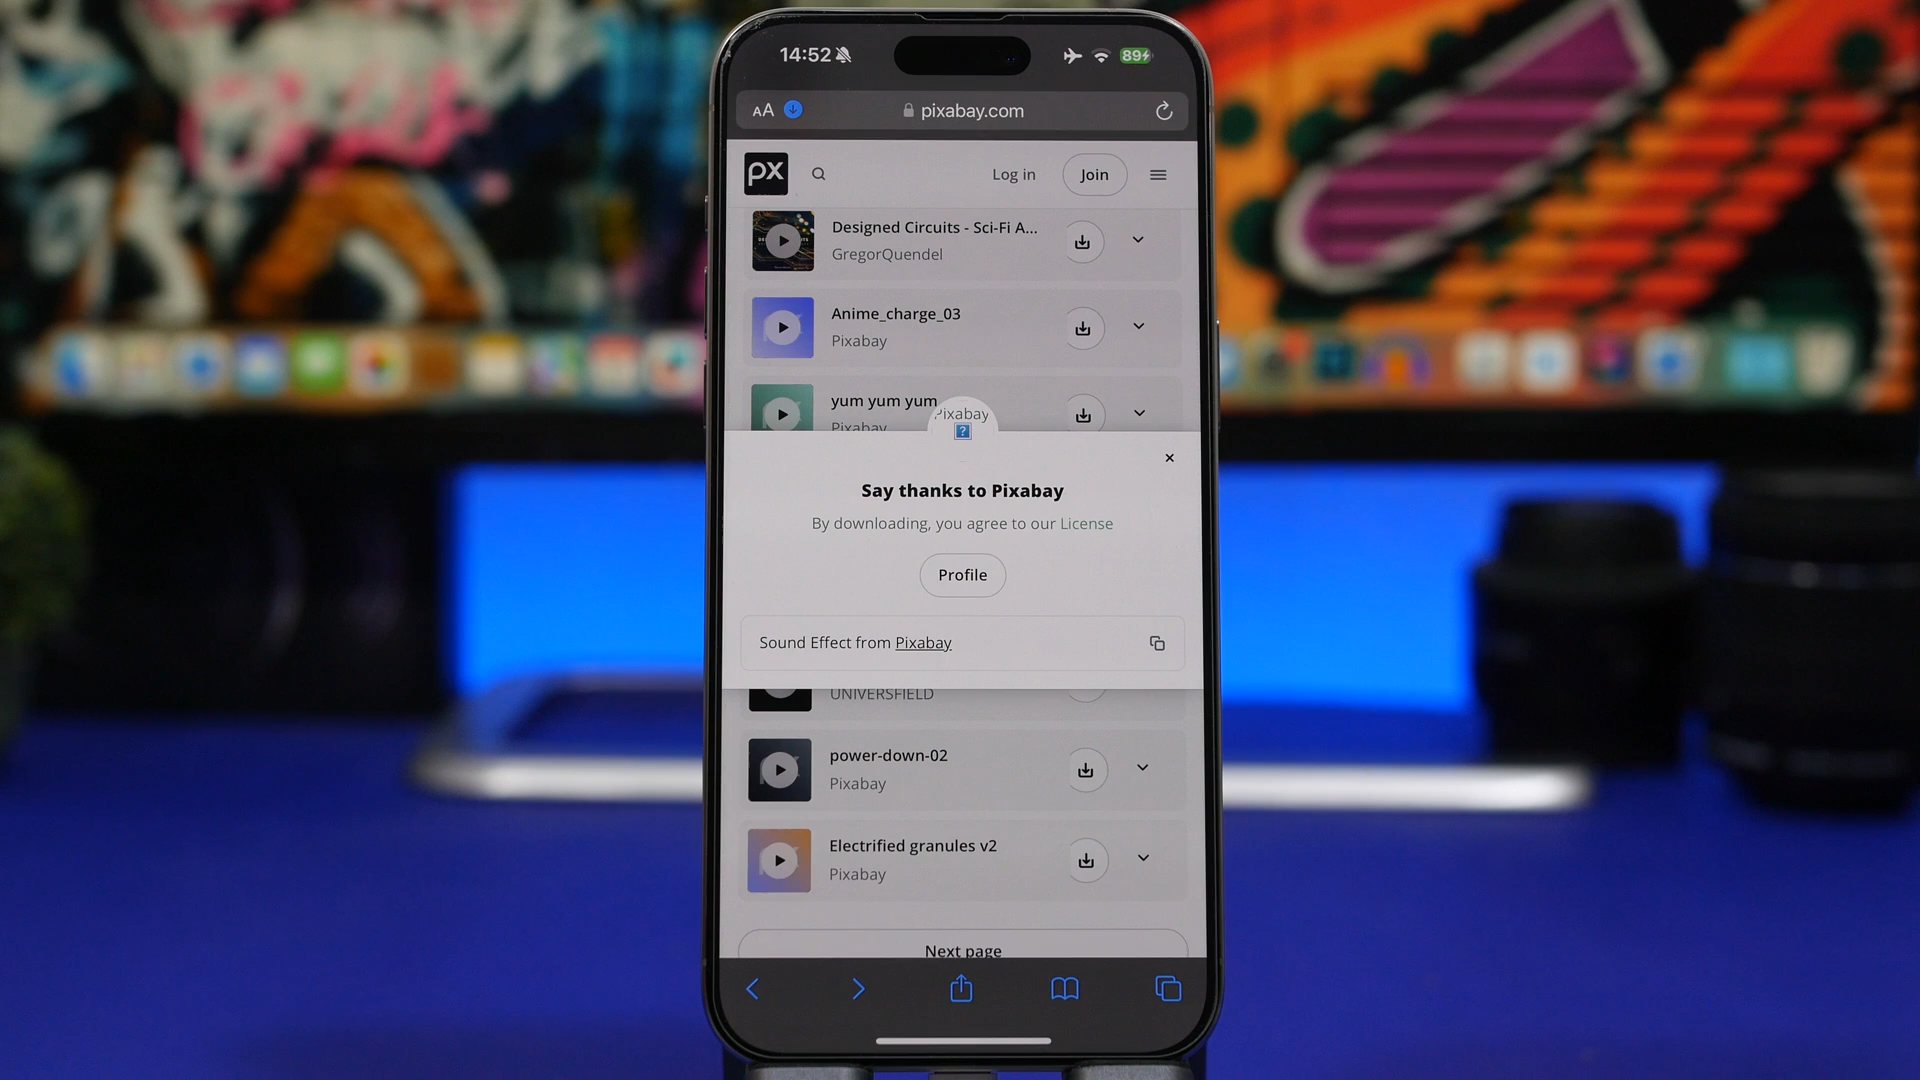 14:52
89
AA
pixabay.com
px
Log in
Join
Designed Circuits - Sci-Fi A...
GregorQuendel
Anime_charge_03
Pixabay
yum yum yum
Pixabay
Pixabay
?
×
Say thanks to Pixabay
By downloading, you agree to our License
Profile
Sound Effect from Pixabay
UNIVERSFIELD
power-down-02
Pixabay
Electrified granules v2
Pixabay
Next page